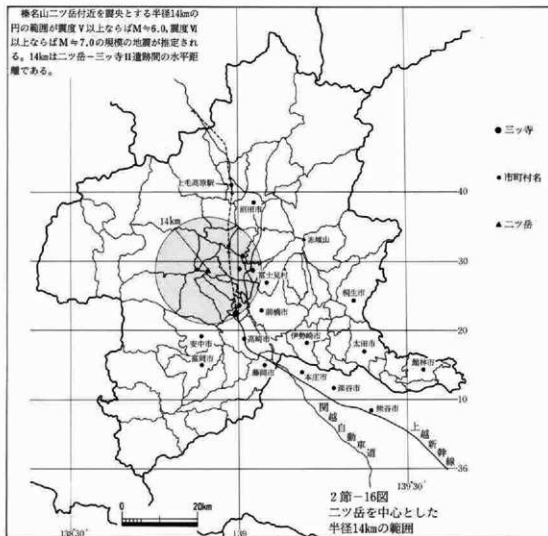 榛名山二ツ岳付近を震央とする半径14kmの
円の範囲が震度Ⅴ以上ならばM≒6.0、震度Ⅵ
以上ならばM≒7.0の規模の地震が推定され
る。14kmは二ツ岳－三ッ寺Ⅱ遺跡間の水平距
離である。
● 三ッ寺
● 市町村名
▲ 二ツ岳
上毛高原駅
沼田市
40
14km
赤城山
30
富士見村
桐生市
前橋市
20
安中市
高崎市
伊勢崎市
太田市
富岡市
館林市
藤岡市
本庄市
深谷市
10
熊谷市
関越自動車道
上越新幹線
36
139°30'
2節－16図
二ツ岳を中心とした
半径14kmの範囲
0
20km
138°30'
139